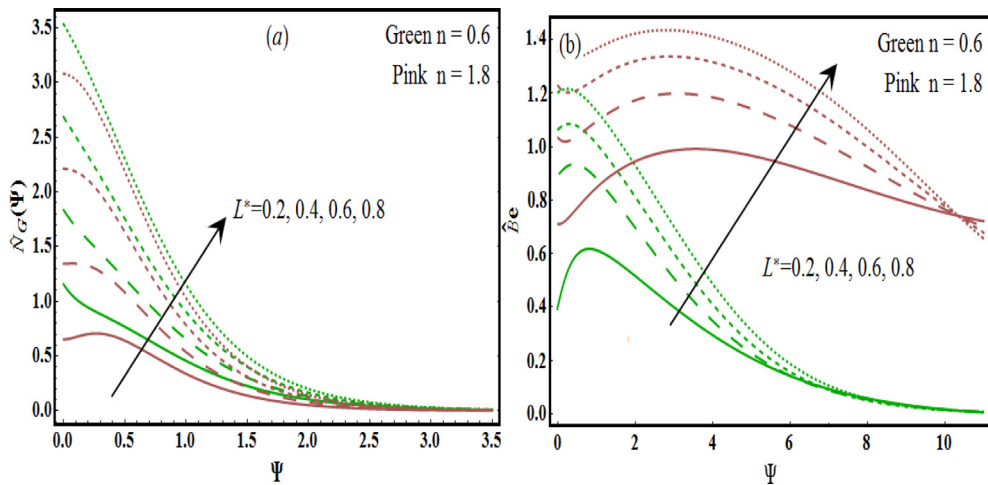 (a)
Green n = 0.6
Pink n = 1.8
L*=0.2, 0.4, 0.6, 0.8
N̂G(Ψ)
3.5
3.0
2.5
2.0
1.5
1.0
0.5
0.0
0.0 0.5 1.0 1.5 2.0 2.5 3.0 3.5
Ψ
(b)
Green n = 0.6
Pink n = 1.8
L*=0.2, 0.4, 0.6, 0.8
B̂e
1.4
1.2
1.0
0.8
0.6
0.4
0.2
0.0
0 2 4 6 8 10
Ψ